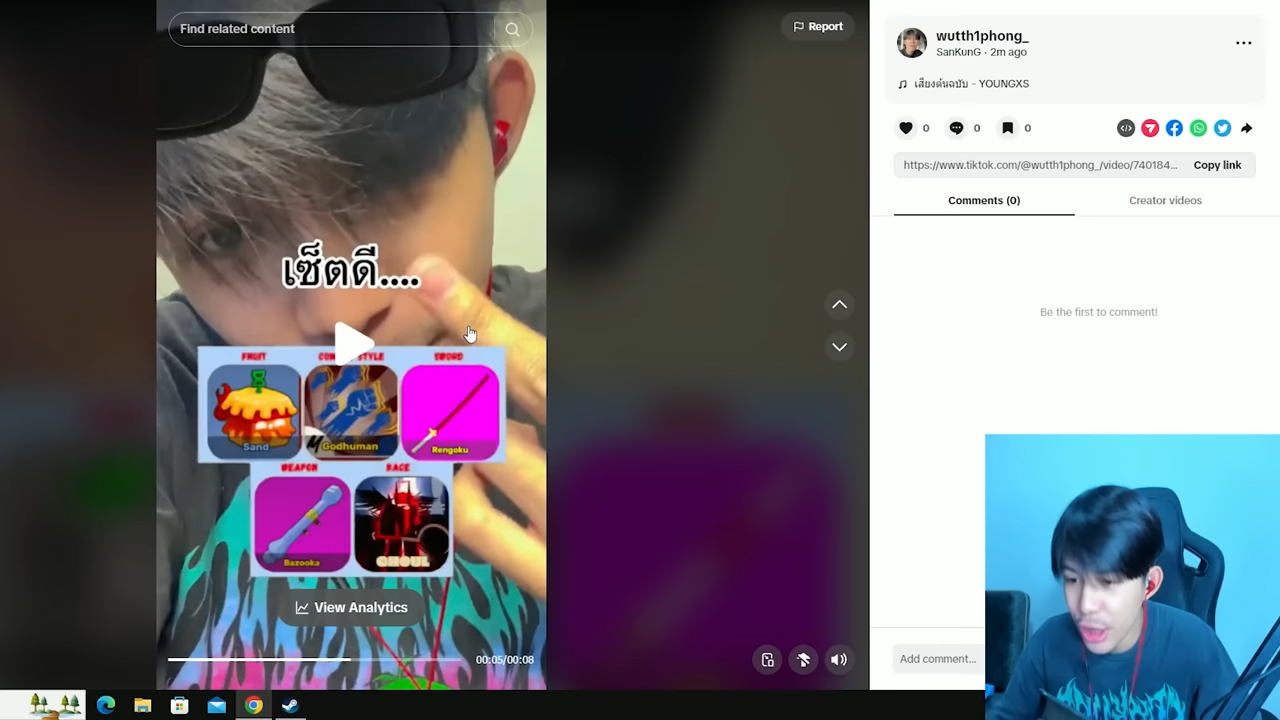 Find related content
Report
เซ็ตดี....
FRUIT
SWORD
Sand
Godhuman
Rengoku
WEAPON
RACE
Bazooka
GHOUL
View Analytics
00:05/00:08
wutth1phong_
SanKunG · 2m ago
เสียงต้นฉบับ - YOUNGXS
0
0
0
https://www.tiktok.com/@wutth1phong_/video/740184...
Copy link
Comments (0)
Creator videos
Be the first to comment!
Add comment...